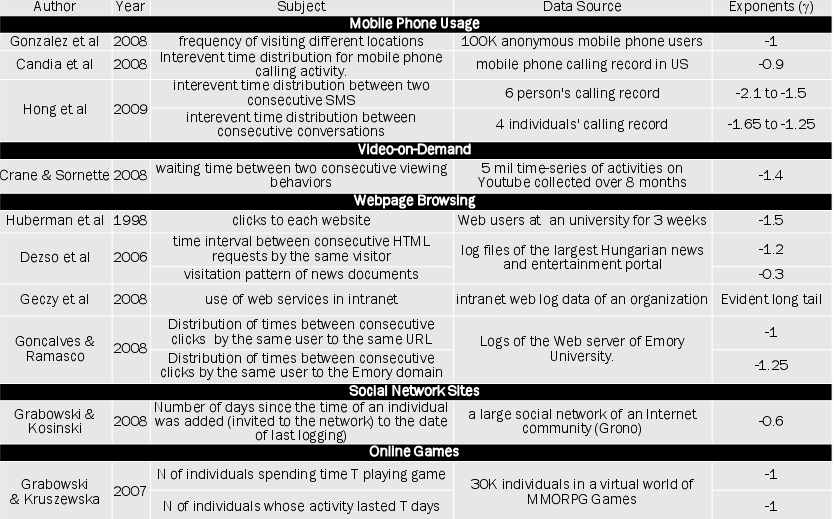 Author Year Subject Data Source Exponents (γ)
Mobile Phone Usage
Gonzalez et al 2008 frequency of visiting different locations 100K anonymous mobile phone users -1
Candia et al 2008 Interevent time distribution for mobile phone
calling activity. mobile phone calling record in US -0.9
Hong et al 2009 interevent time distribution between two
consecutive SMS 6 person's calling record -2.1 to -1.5
interevent time distribution between
consecutive conversations 4 individuals' calling record -1.65 to -1.25
Video-on-Demand
Crane & Sornette 2008 waiting time between two consecutive viewing
behaviors 5 mil time-series of activities on
Youtube collected over 8 months -1.4
Webpage Browsing
Huberman et al 1998 clicks to each website Web users at an university for 3 weeks -1.5
Dezso et al 2006 time interval between consecutive HTML
requests by the same visitor log files of the largest Hungarian news
and entertainment portal -1.2
visitation pattern of news documents -0.3
Geczy et al 2008 use of web services in intranet intranet web log data of an organization Evident long tail
Goncalves &
Ramasco 2008 Distribution of times between consecutive
clicks by the same user to the same URL Logs of the Web server of Emory
University. -1
Distribution of times between consecutive
clicks by the same user to the Emory domain -1.25
Social Network Sites
Grabowski &
Kosinski 2008 Number of days since the time of an individual
was added (invited to the network) to the date
of last logging) a large social network of an Internet
community (Grono) -0.6
Online Games
Grabowski
& Kruszewska 2007 N of individuals spending time T playing game 30K individuals in a virtual world of
MMORPG Games -1
N of individuals whose activity lasted T days -1